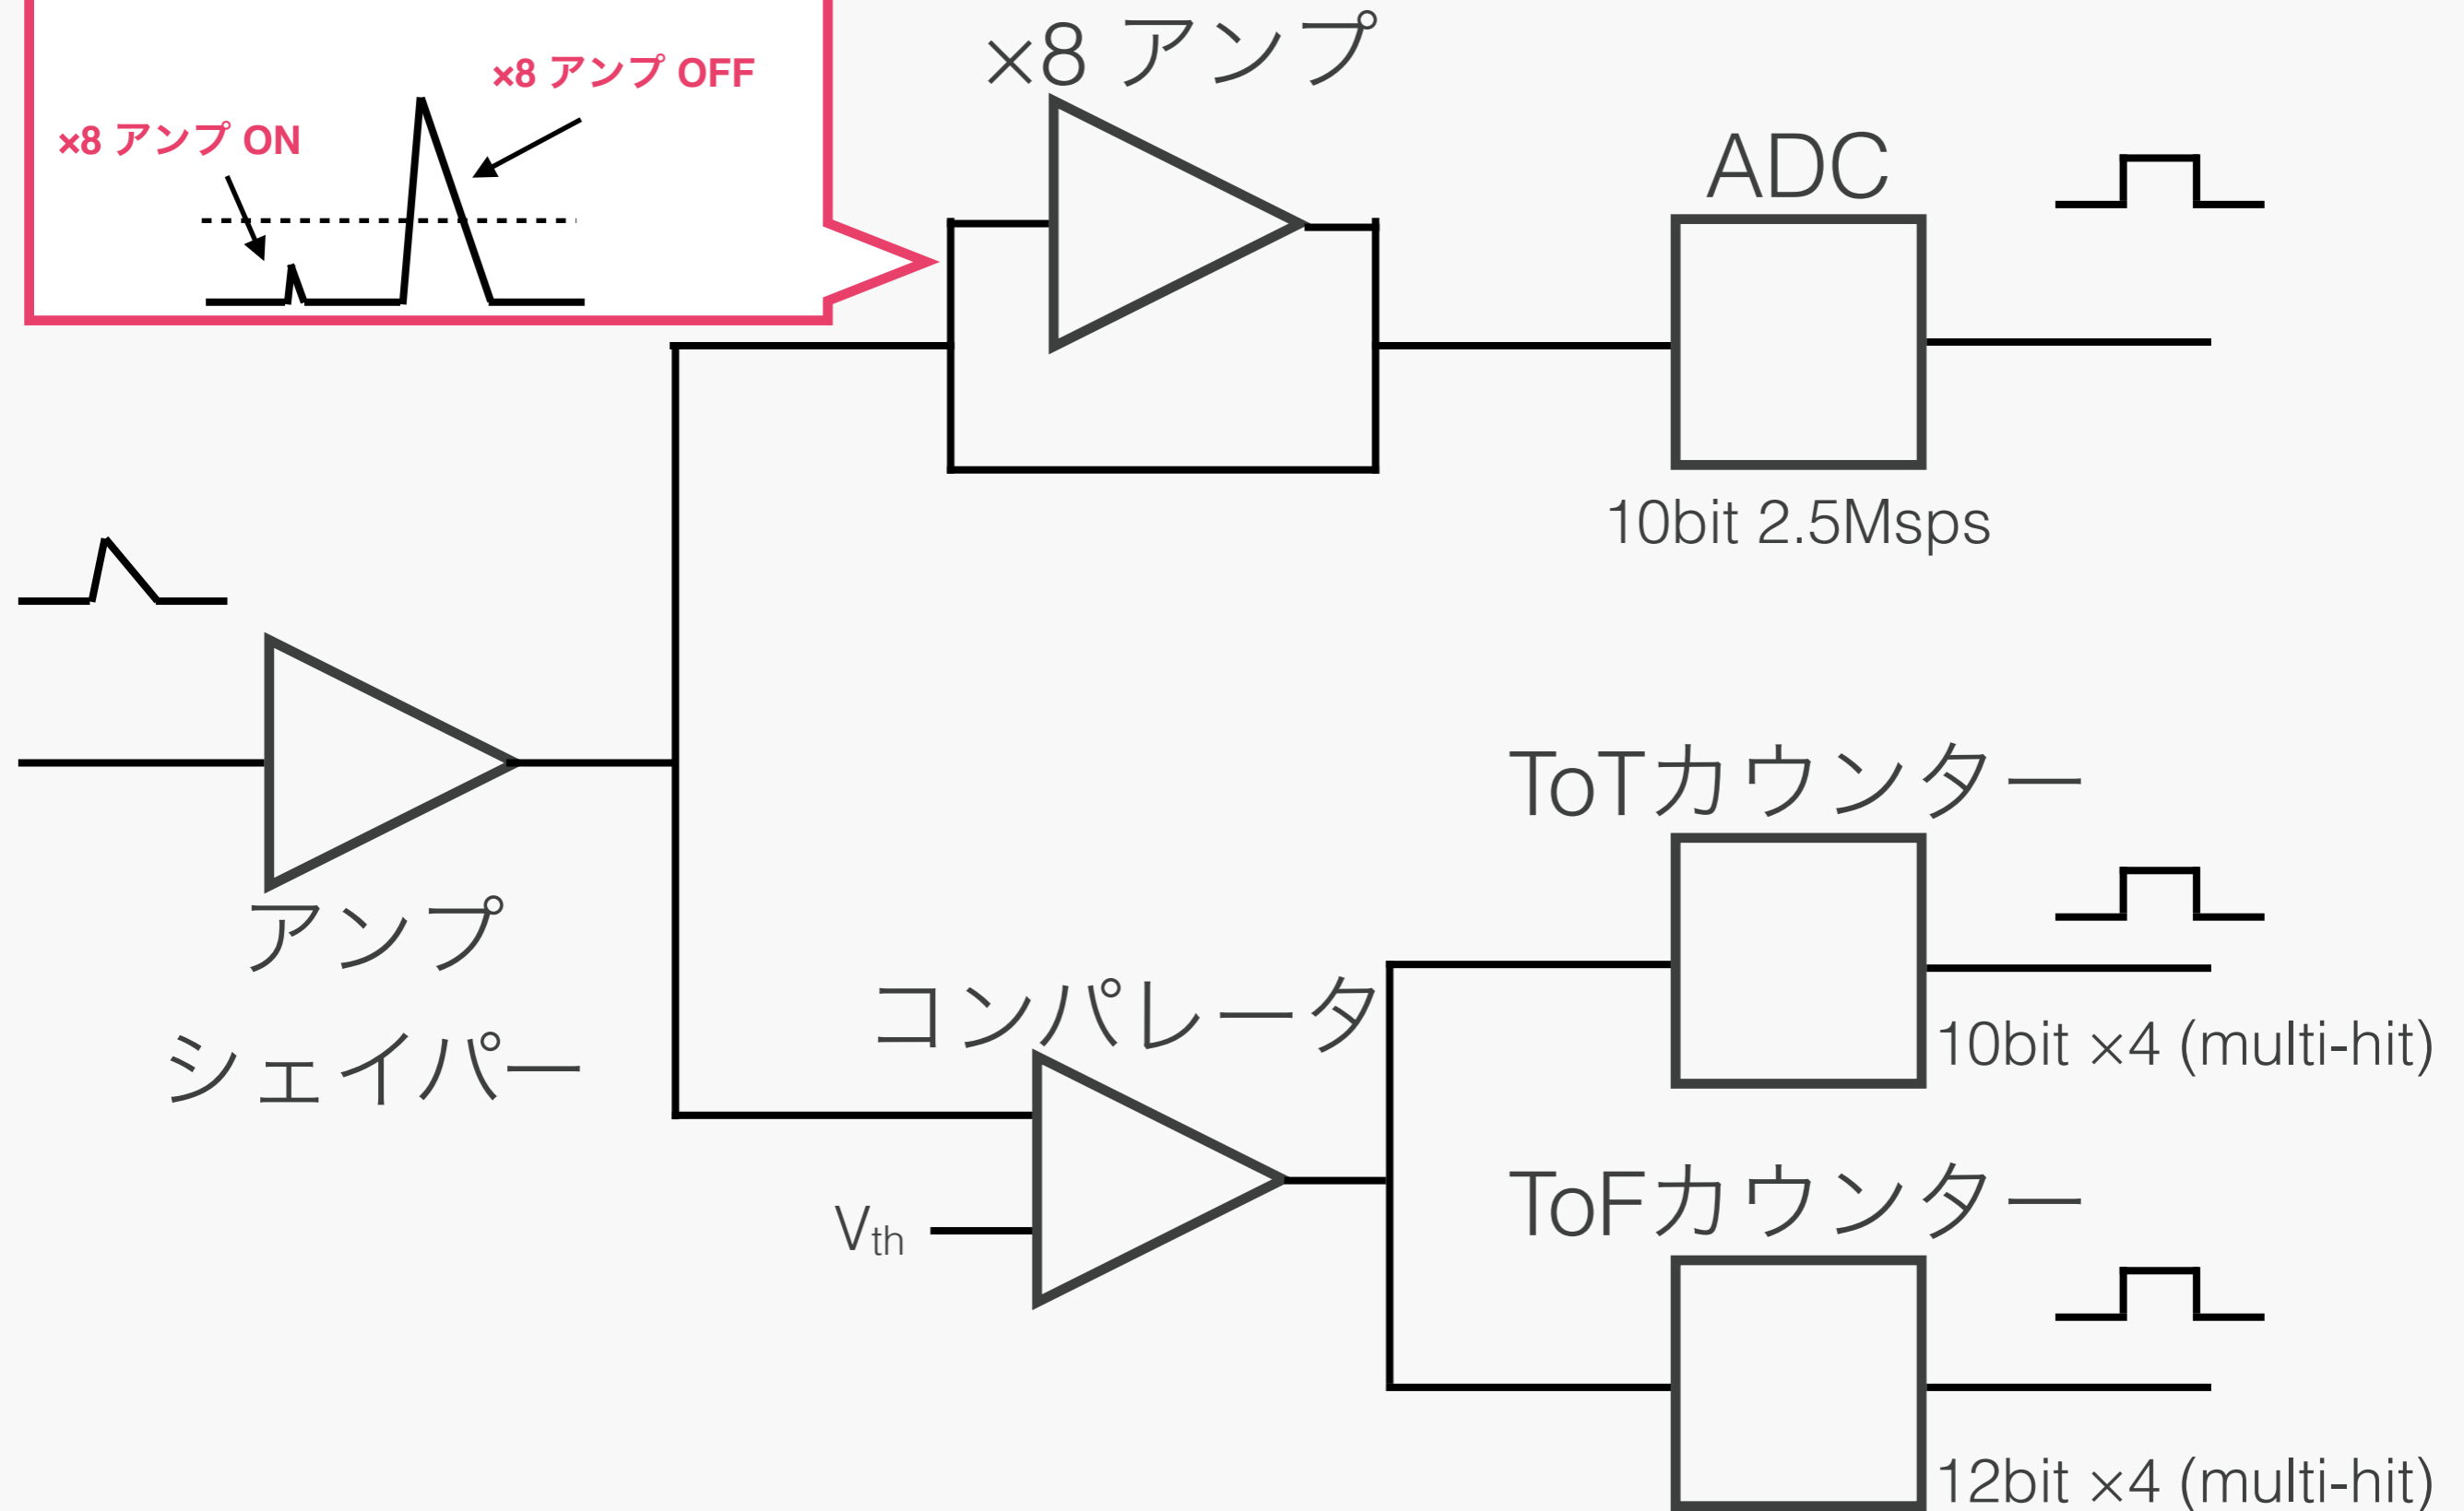 ×8 アンプ
×8 アンプ OFF
×8 アンプ ON
ADC
10bit 2.5Msps
アンプ
シェイパー
ToTカウンター
コンパレータ
10bit ×4 (multi-hit)
Vth
ToFカウンター
12bit ×4 (multi-hit)